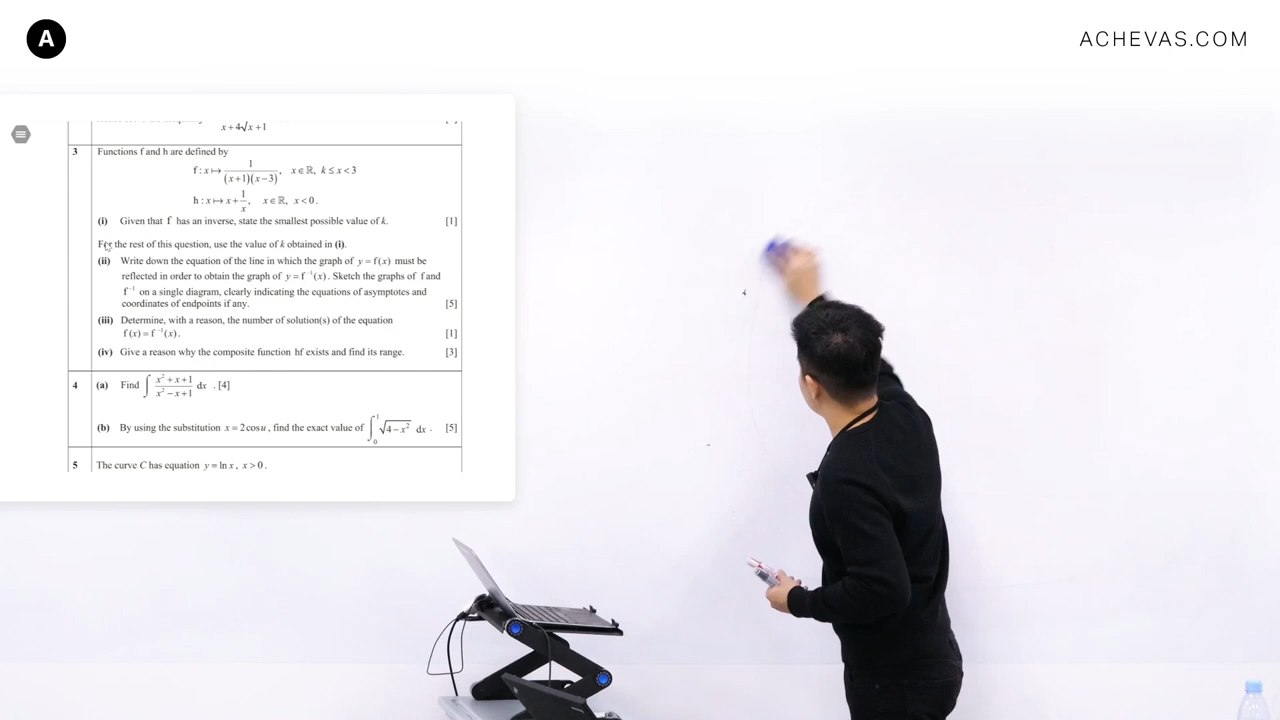 A
ACHEVAS.COM
x+4√x+1
3 Functions f and h are defined by
f : x ↦ 1/((x+1)(x−3)), x∈ℝ, k ≤ x < 3
h : x ↦ x + 1/x, x∈ℝ, x<0.
(i) Given that f has an inverse, state the smallest possible value of k. [1]
For the rest of this question, use the value of k obtained in (i).
(ii) Write down the equation of the line in which the graph of y = f(x) must be
reflected in order to obtain the graph of y = f⁻¹(x). Sketch the graphs of f and
f⁻¹ on a single diagram, clearly indicating the equations of asymptotes and
coordinates of endpoints if any. [5]
(iii) Determine, with a reason, the number of solution(s) of the equation
f(x) = f⁻¹(x). [1]
(iv) Give a reason why the composite function hf exists and find its range. [3]
4 (a) Find ∫ (x²+x+1)/(x²−x+1) dx . [4]
(b) By using the substitution x = 2cos u, find the exact value of ∫₀¹ √(4−x²) dx . [5]
5 The curve C has equation y = ln x, x > 0.